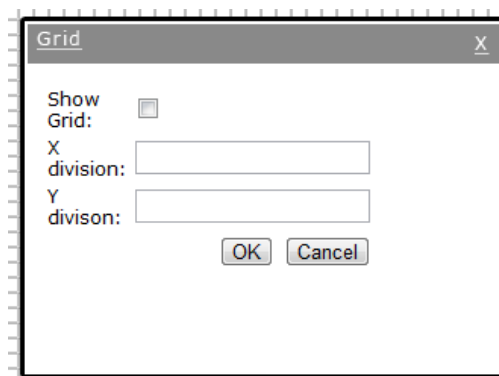 Grid X
Show
Grid:
X
division:
Y
divison:
OK Cancel